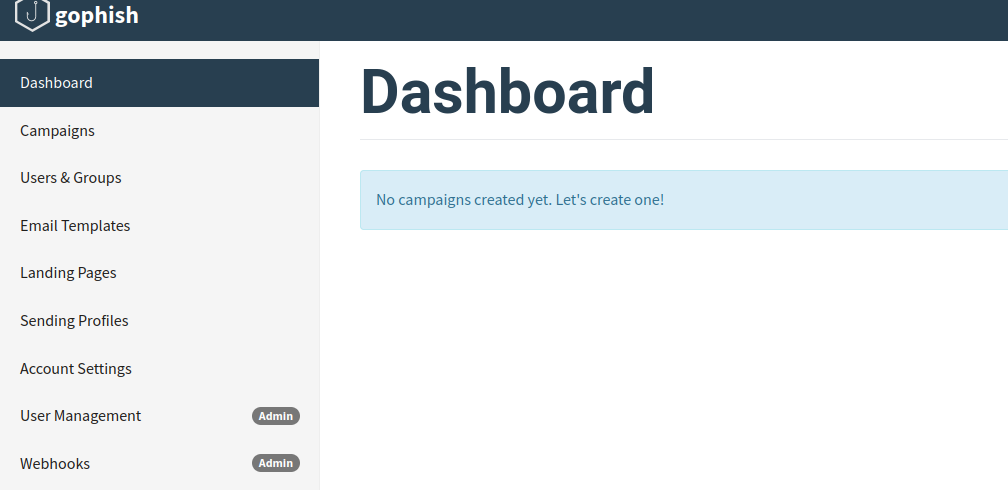 gophish
Dashboard
Campaigns
Users & Groups
Email Templates
Landing Pages
Sending Profiles
Account Settings
User Management Admin
Webhooks Admin
Dashboard
No campaigns created yet. Let's create one!